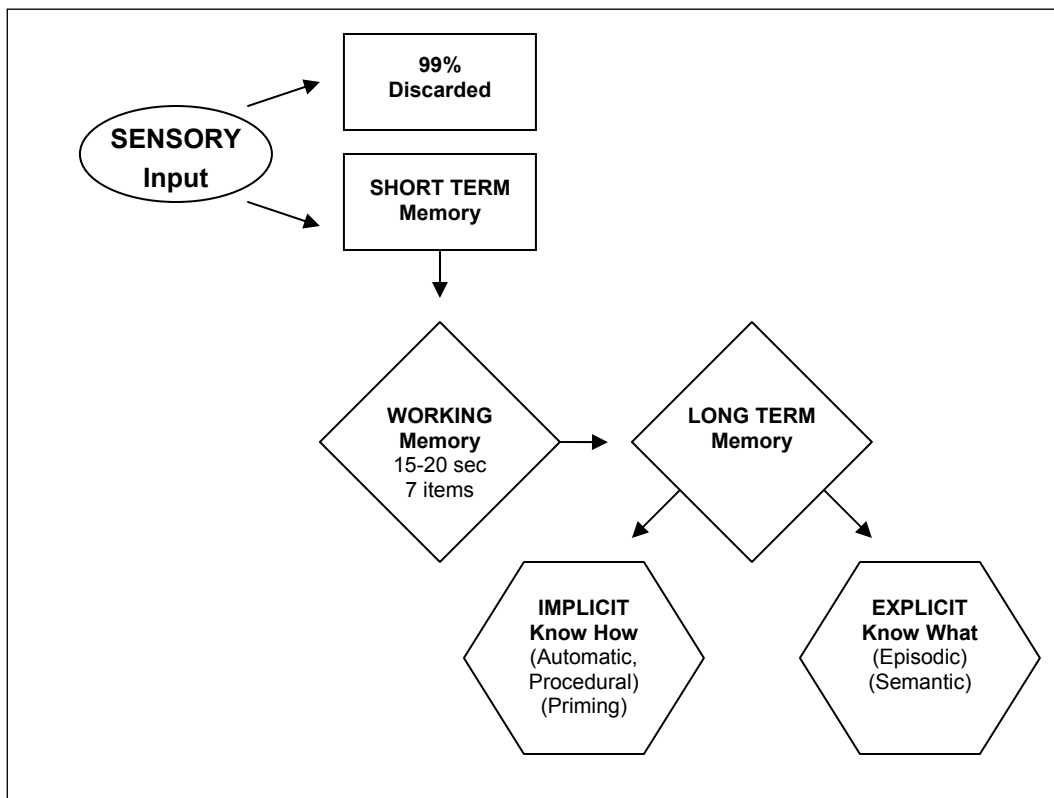 99%
Discarded
SENSORY
Input
SHORT TERM
Memory
WORKING
Memory
15-20 sec
7 items
LONG TERM
Memory
IMPLICIT
Know How
(Automatic,
Procedural)
(Priming)
EXPLICIT
Know What
(Episodic)
(Semantic)